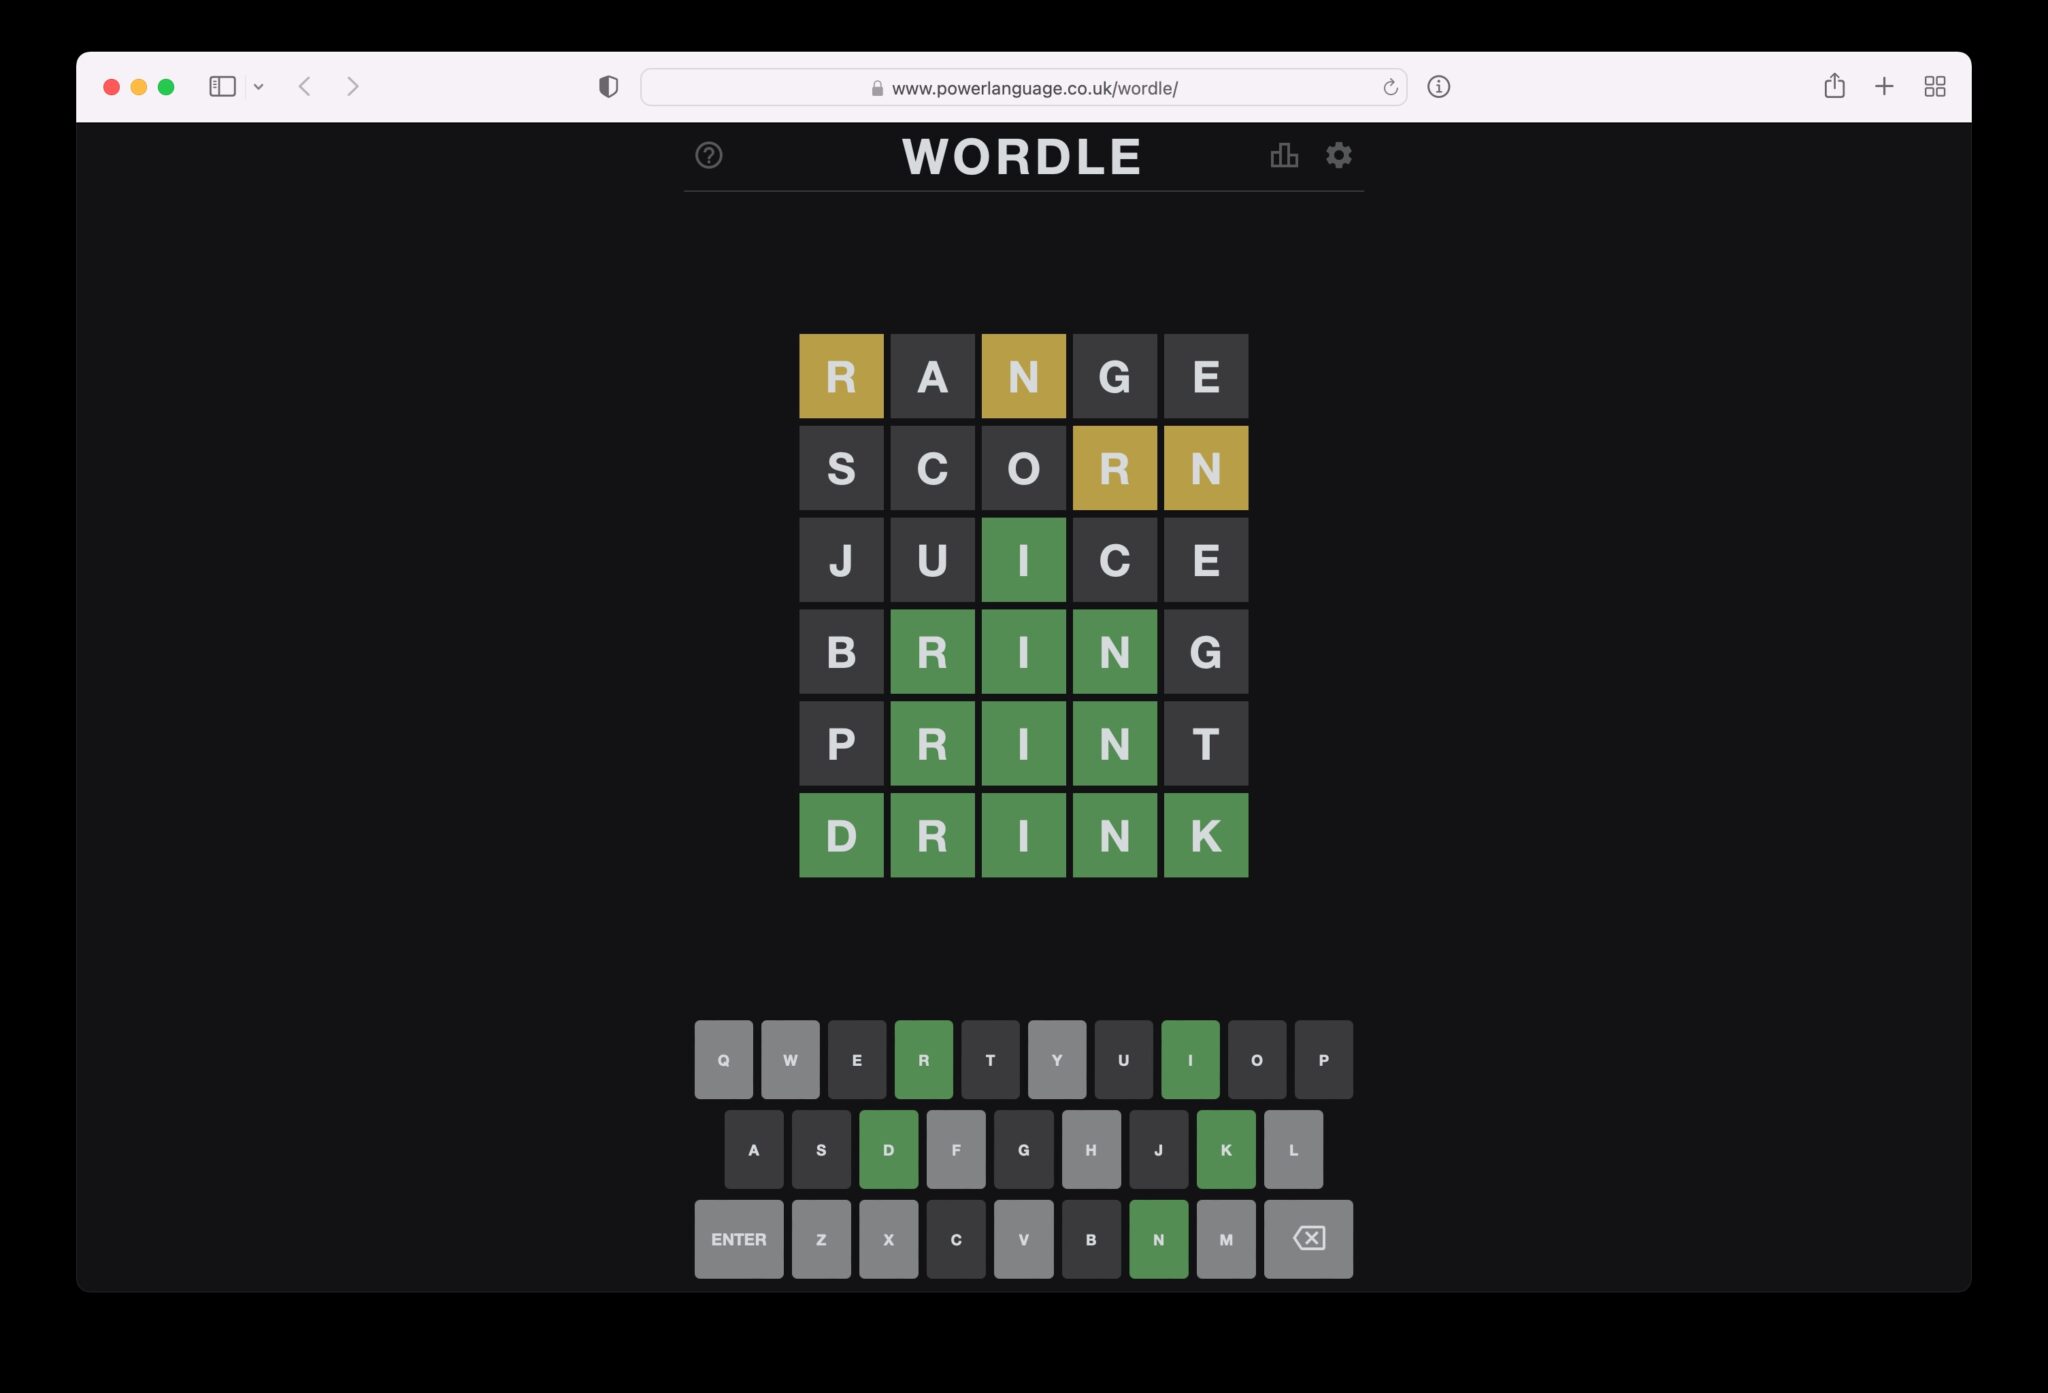 www.powerlanguage.co.uk/wordle/
WORDLE
R A N G E
S C O R N
J U I C E
B R I N G
P R I N T
D R I N K
Q W E R T Y U I O P
A S D F G H J K L
ENTER Z X C V B N M